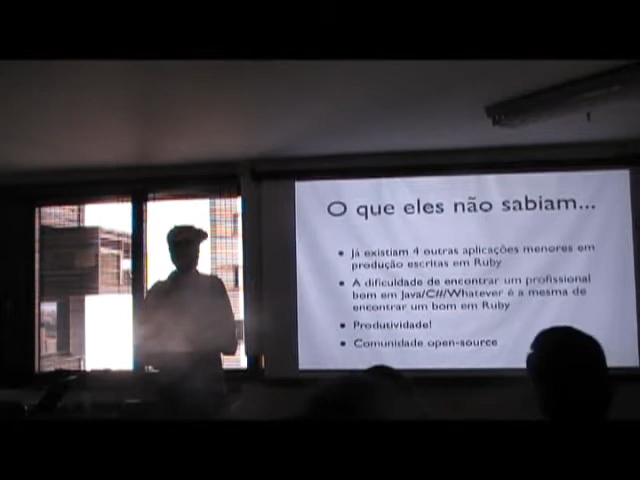 O que eles não sabiam...
• Já existiam 4 outras aplicações menores em
produção escritas em Ruby
• A dificuldade de encontrar um profissional
bom em Java/C#/Whatever é a mesma de
encontrar um bom em Ruby
• Produtividade!
• Comunidade open-source